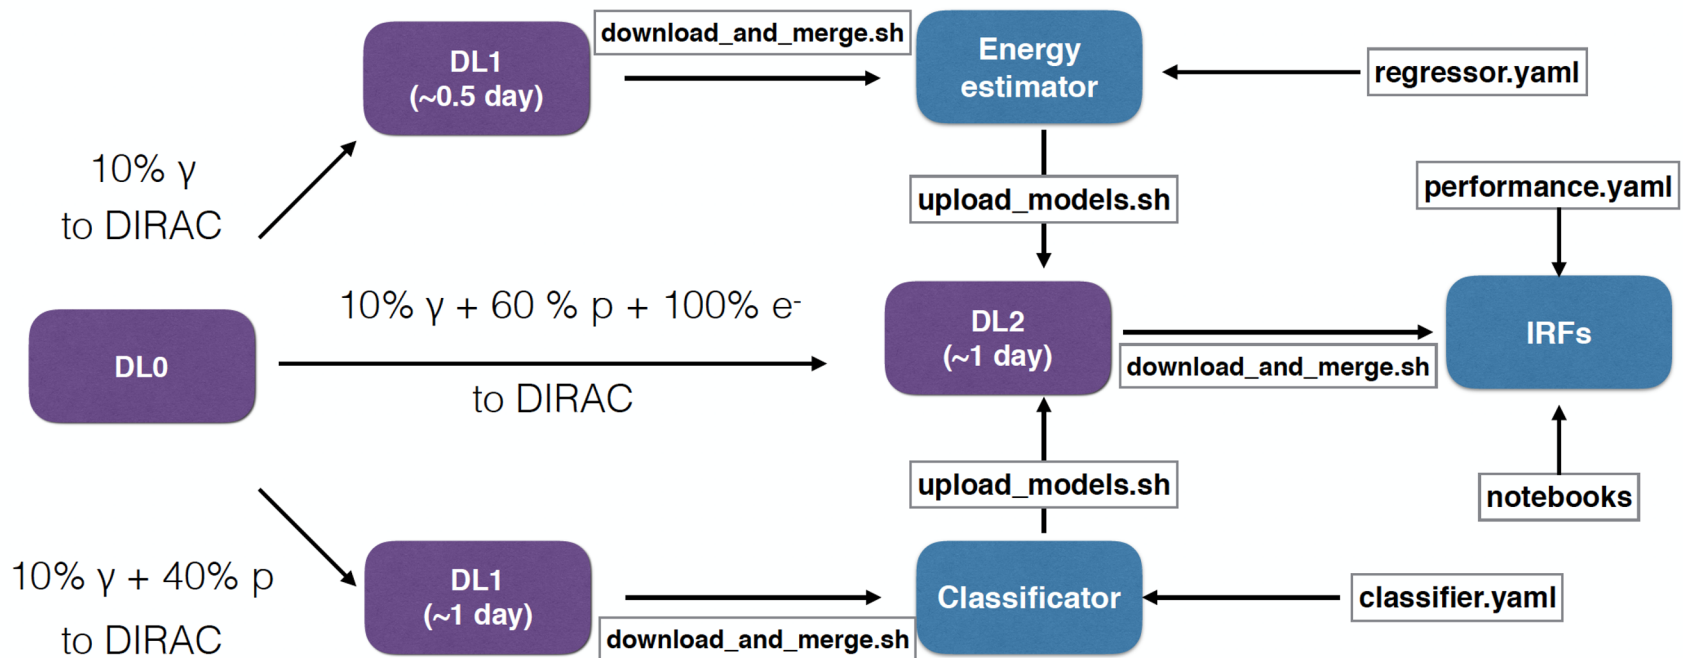 DL1
(~0.5 day)
download_and_merge.sh
Energy
estimator
regressor.yaml
10% γ
to DIRAC
upload_models.sh
performance.yaml
DL0
10% γ + 60 % p + 100% e-
to DIRAC
DL2
(~1 day)
download_and_merge.sh
IRFs
upload_models.sh
notebooks
10% γ + 40% p
to DIRAC
DL1
(~1 day)
download_and_merge.sh
Classificator
classifier.yaml